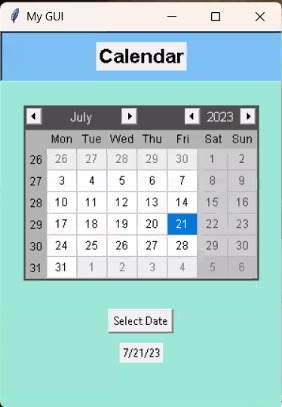 My GUI
Calendar
July 2023
Mon Tue Wed Thu Fri Sat Sun
26 26 27 28 29 30 1 2
27 3 4 5 6 7 8 9
28 10 11 12 13 14 15 16
29 17 18 19 20 21 22 23
30 24 25 26 27 28 29 30
31 31 1 2 3 4 5 6
Select Date
7/21/23